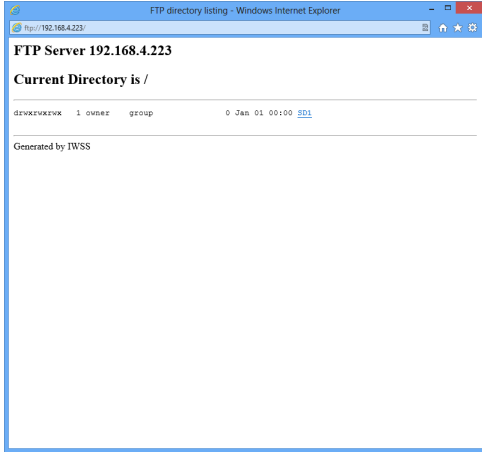 FTP directory listing - Windows Internet Explorer
ftp://192.168.4.223/
FTP Server 192.168.4.223
Current Directory is /
drwxrwxrwx 1 owner group 0 Jan 01 00:00 SD1
Generated by IWSS